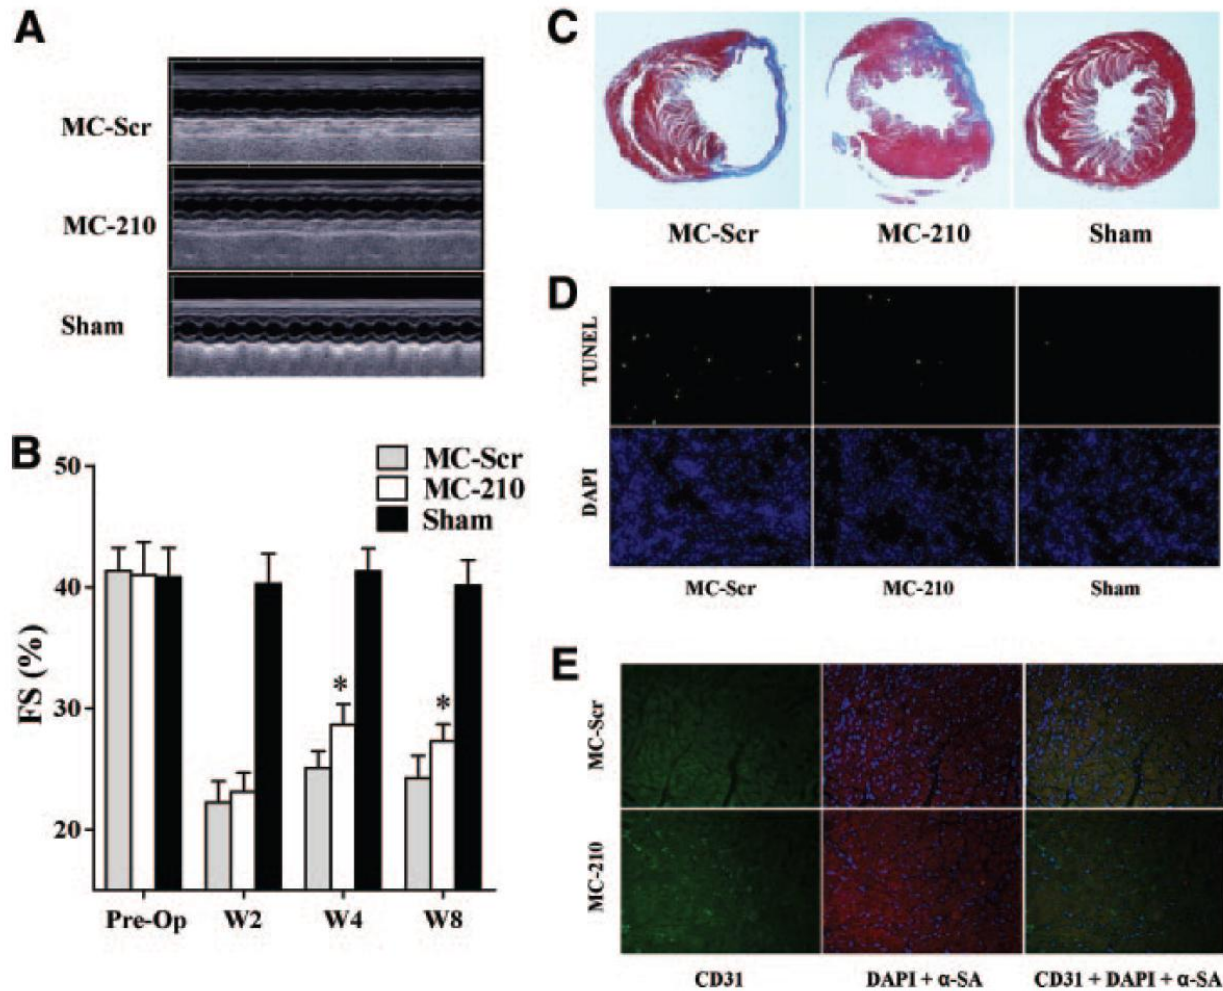 A
MC-Scr
MC-210
Sham
B
50
40
30
20
FS (%)
MC-Scr
MC-210
Sham
*
*
Pre-Op W2 W4 W8
C
MC-Scr MC-210 Sham
D
TUNEL
DAPI
MC-Scr MC-210 Sham
E
MC-Scr
MC-210
CD31 DAPI + α-SA CD31 + DAPI + α-SA